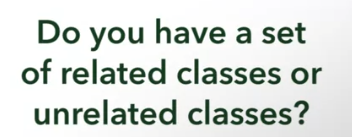 Do you have a set
of related classes or
unrelated classes?